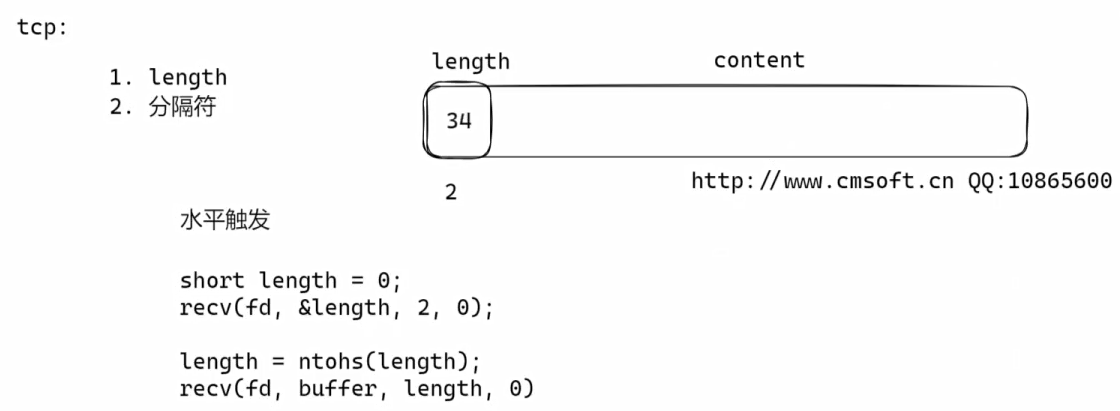 tcp:
length
content
1. length
2. 分隔符
34
http://www.cmsoft.cn QQ:10865600
2
水平触发
short length = 0;
recv(fd, &length, 2, 0);
length = ntohs(length);
recv(fd, buffer, length, 0)